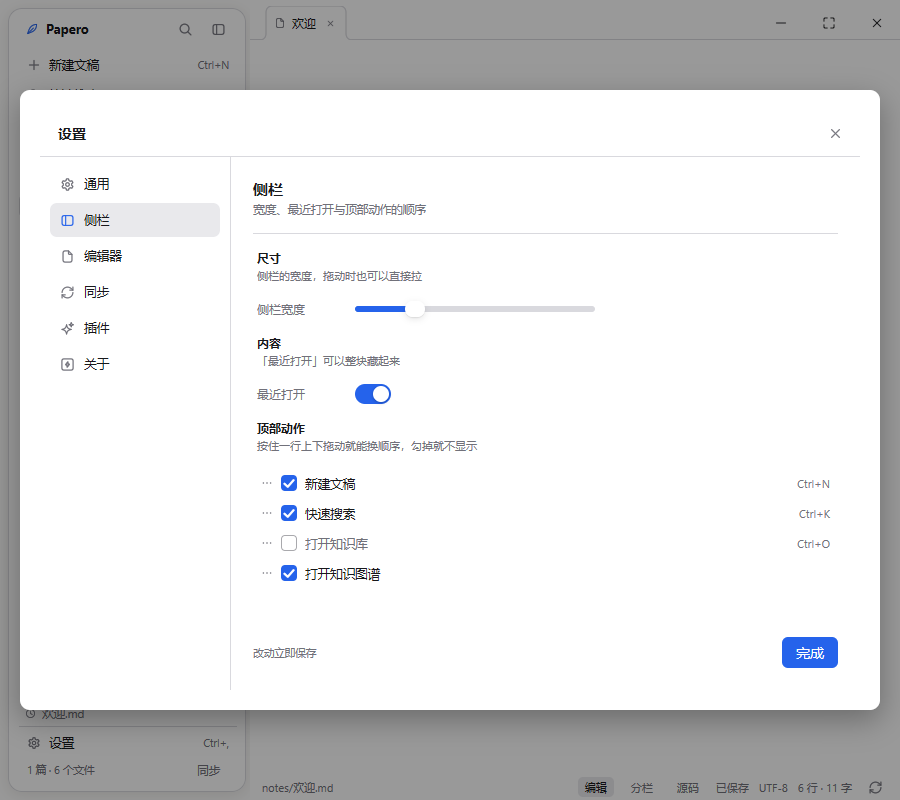 Papero
欢迎
新建文稿 Ctrl+N
设置
通用
侧栏
编辑器
同步
插件
关于
侧栏
宽度、最近打开与顶部动作的顺序
尺寸
侧栏的宽度，拖动时也可以直接拉
侧栏宽度
内容
「最近打开」可以整块藏起来
最近打开
顶部动作
按住一行上下拖动就能换顺序，勾掉就不显示
新建文稿 Ctrl+N
快速搜索 Ctrl+K
打开知识库 Ctrl+O
打开知识图谱
改动立即保存
完成
欢迎.md
设置 Ctrl+,
1 篇 · 6 个文件 同步
notes/欢迎.md 编辑 分栏 源码 已保存 UTF-8 6 行 · 11 字